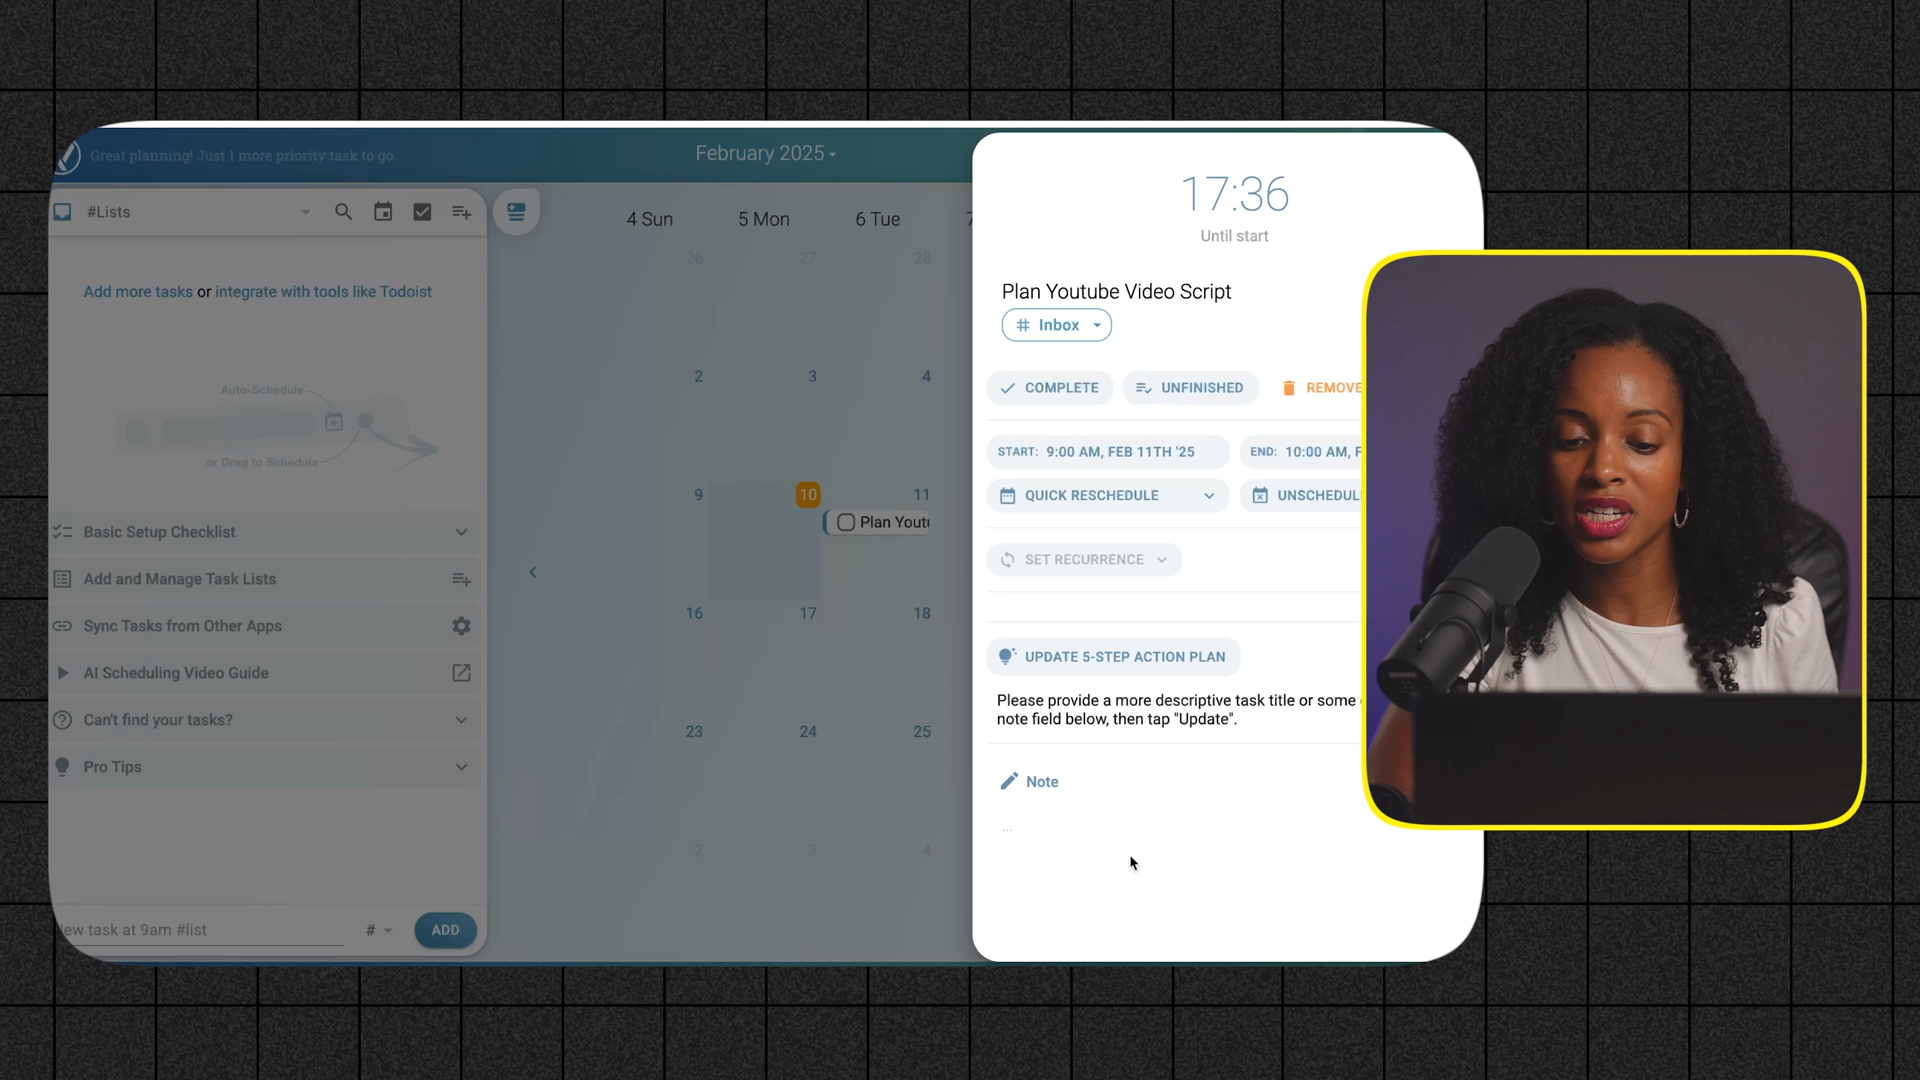 Great planning! Just 1 more priority task to go.
February 2025
#Lists
4 Sun
5 Mon
6 Tue
7
26
27
28
Add more tasks or integrate with tools like Todoist
2
3
4
Auto-Schedule
or Drag to Schedule
9
10
11
Plan Yout
Basic Setup Checklist
Add and Manage Task Lists
16
17
18
Sync Tasks from Other Apps
AI Scheduling Video Guide
Can't find your tasks?
23
24
25
Pro Tips
2
3
4
task at 9am #list
#
ADD
17:36
Until start
Plan Youtube Video Script
# Inbox
COMPLETE
UNFINISHED
REMOVE
START: 9:00 AM, FEB 11TH '25
END: 10:00 AM, F
QUICK RESCHEDULE
UNSCHEDUL
SET RECURRENCE
UPDATE 5-STEP ACTION PLAN
Please provide a more descriptive task title or some
note field below, then tap "Update".
Note
...